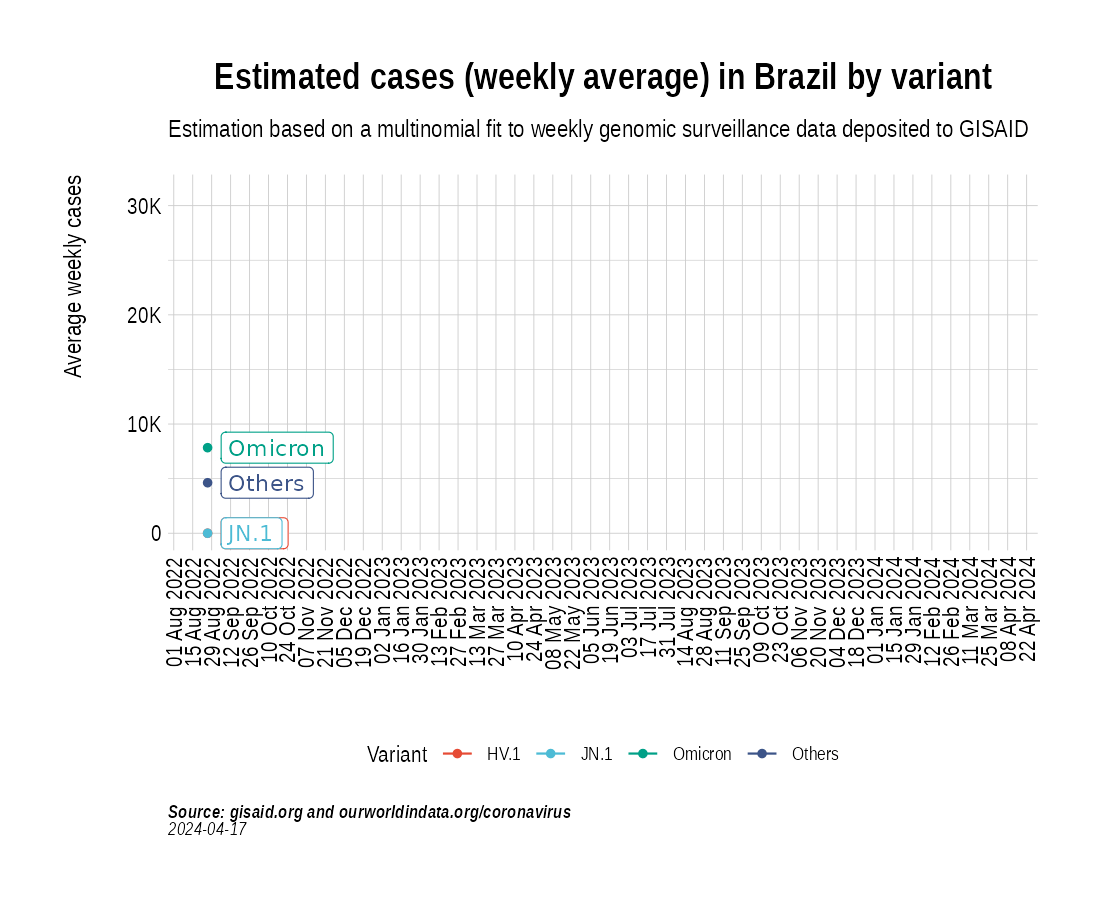 Estimated cases (weekly average) in Brazil by variant
Estimation based on a multinomial fit to weekly genomic surveillance data deposited to GISAID
Average weekly cases
30K
20K
10K
0
Omicron
Others
JN.1
01 Aug 2022
15 Aug 2022
29 Aug 2022
12 Sep 2022
26 Sep 2022
10 Oct 2022
24 Oct 2022
07 Nov 2022
21 Nov 2022
05 Dec 2022
19 Dec 2022
02 Jan 2023
16 Jan 2023
30 Jan 2023
13 Feb 2023
27 Feb 2023
13 Mar 2023
27 Mar 2023
10 Apr 2023
24 Apr 2023
08 May 2023
22 May 2023
05 Jun 2023
19 Jun 2023
03 Jul 2023
17 Jul 2023
31 Jul 2023
14 Aug 2023
28 Aug 2023
11 Sep 2023
25 Sep 2023
09 Oct 2023
23 Oct 2023
06 Nov 2023
20 Nov 2023
04 Dec 2023
18 Dec 2023
01 Jan 2024
15 Jan 2024
29 Jan 2024
12 Feb 2024
26 Feb 2024
11 Mar 2024
25 Mar 2024
08 Apr 2024
22 Apr 2024
Variant HV.1 JN.1 Omicron Others
Source: gisaid.org and ourworldindata.org/coronavirus
2024-04-17